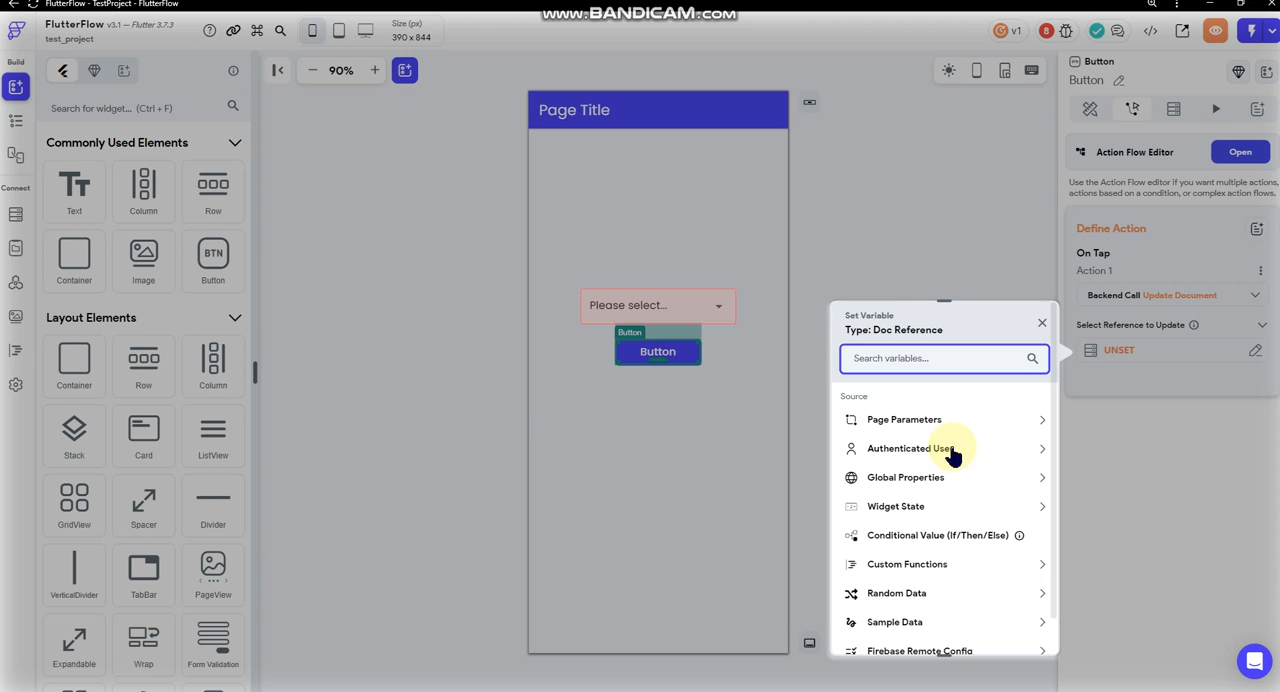 FlutterFlow - TestProject - FlutterFlow
www.BANDICAM.com
FlutterFlow v3.1 – Flutter 3.7.3
test_project
Size (px)
390 x 844
v1
8
Build
90%
Search for widget... (Ctrl + F)
Commonly Used Elements
Text
Column
Row
BTN
Container
Image
Button
Connect
Layout Elements
Container
Row
Column
Stack
Card
ListView
GridView
Spacer
Divider
VerticalDivider
TabBar
PageView
Expandable
Wrap
Form Validation
Page Title
Please select...
Button
Button
Set Variable
Type: Doc Reference
Search variables...
Source
Page Parameters
Authenticated User
Global Properties
Widget State
Conditional Value (If/Then/Else)
Custom Functions
Random Data
Sample Data
Firebase Remote Config
Button
Button
Action Flow Editor
Open
Use the Action Flow editor if you want multiple actions,
actions based on a condition, or complex action flows.
Define Action
On Tap
Action 1
Backend Call Update Document
Select Reference to Update
UNSET